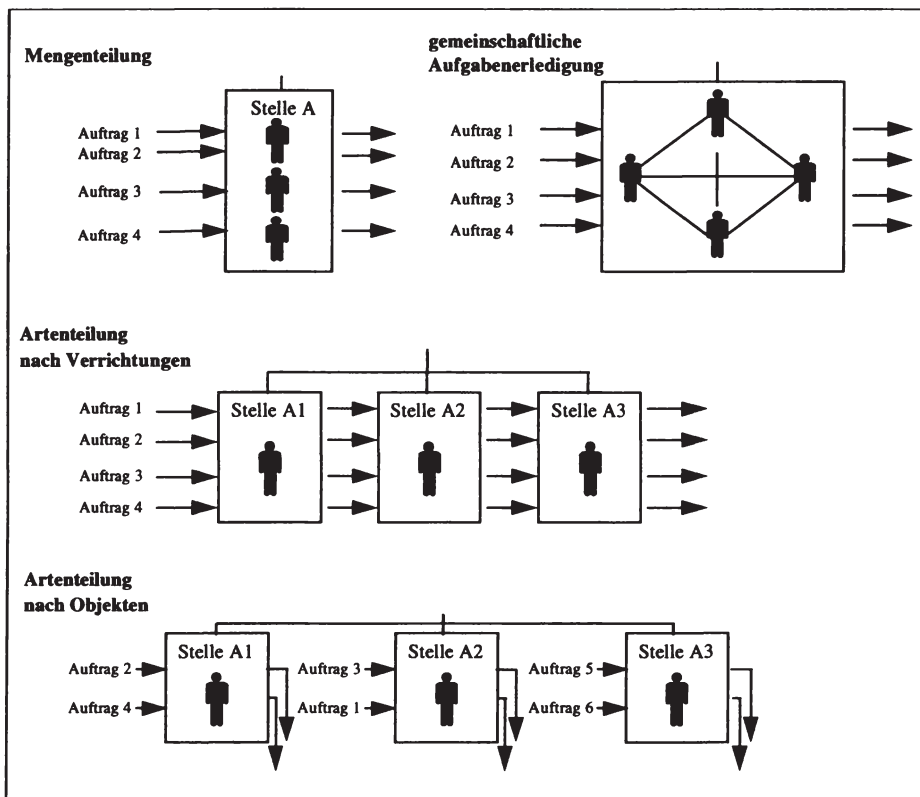 Mengenteilung
Stelle A
Auftrag 1
Auftrag 2
Auftrag 3
Auftrag 4
gemeinschaftliche
Aufgabenerledigung
Auftrag 1
Auftrag 2
Auftrag 3
Auftrag 4
Artenteilung
nach Verrichtungen
Auftrag 1
Auftrag 2
Auftrag 3
Auftrag 4
Stelle A1
Stelle A2
Stelle A3
Artenteilung
nach Objekten
Auftrag 2
Auftrag 4
Stelle A1
Auftrag 3
Auftrag 1
Stelle A2
Auftrag 5
Auftrag 6
Stelle A3